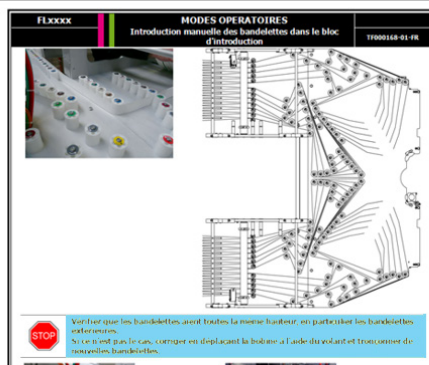 FLxxxx
MODES OPERATOIRES
Introduction manuelle des bandelettes dans le bloc
d'introduction
TF000168-01-FR
STOP
Vérifier que les bandelettes aient toutes la même hauteur, en particulier les bandelettes
extérieures.
Si ce n'est pas le cas, corriger en déplaçant la bobine à l'aide du volant et tronçonner de
nouvelles bandelettes.